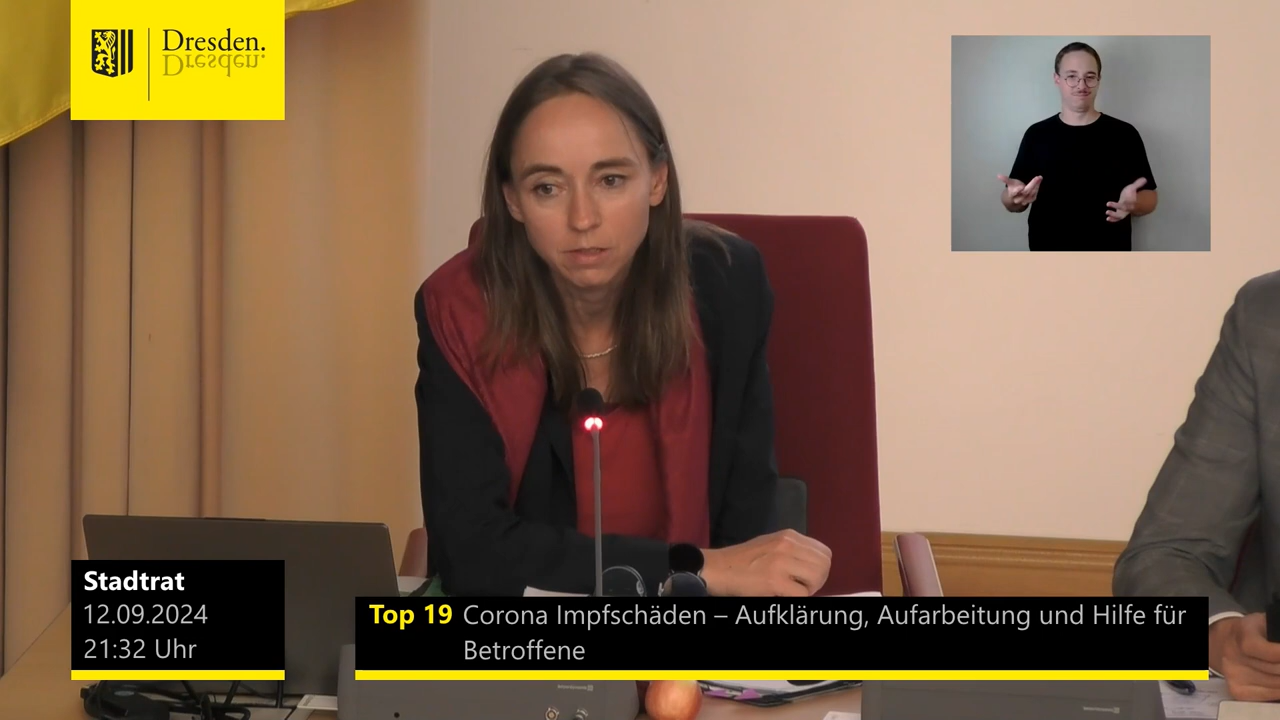 Dresden.
Dresden.
Stadtrat
12.09.2024
21:32 Uhr
Top 19 Corona Impfschäden – Aufklärung, Aufarbeitung und Hilfe für
Betroffene